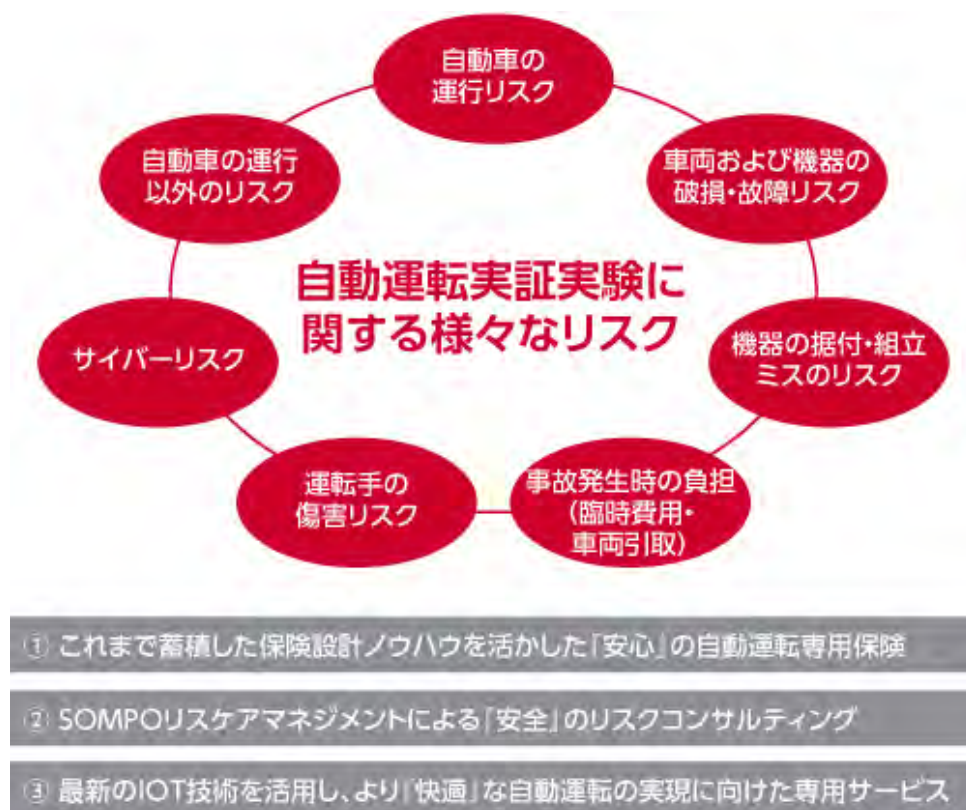 自動車の
運行リスク
自動車の運行
以外のリスク
車両および機器の
破損・故障リスク
自動運転実証実験に
関する様々なリスク
サイバーリスク
機器の据付・組立
ミスのリスク
運転手の
傷害リスク
事故発生時の負担
（臨時費用・
車両引取）
① これまで蓄積した保険設計ノウハウを活かした「安心」の自動運転専用保険
② SOMPOリスケアマネジメントによる「安全」のリスクコンサルティング
③ 最新のIOT技術を活用し、より「快適」な自動運転の実現に向けた専用サービス